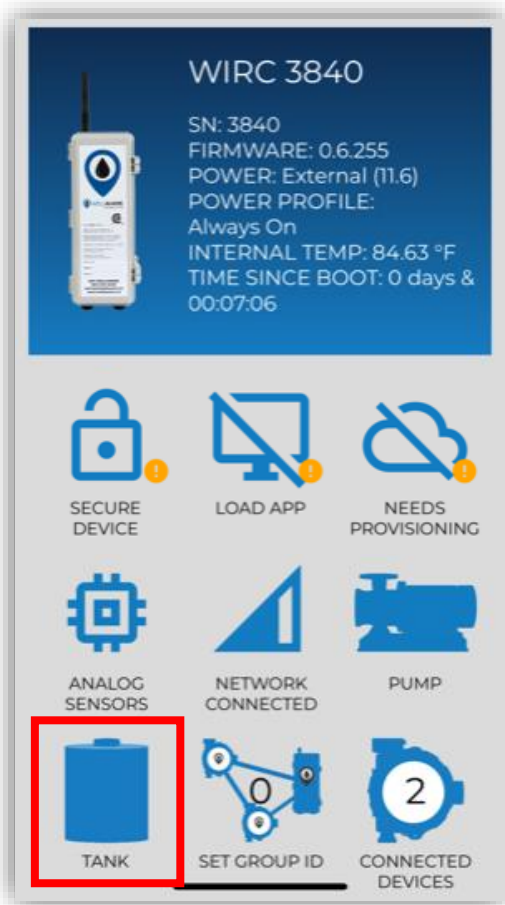 WIRC 3840
SN: 3840
FIRMWARE: 0.6.255
POWER: External (11.6)
POWER PROFILE:
Always On
INTERNAL TEMP: 84.63 °F
TIME SINCE BOOT: 0 days &
00:07:06
SECURE
DEVICE
LOAD APP
NEEDS
PROVISIONING
ANALOG
SENSORS
NETWORK
CONNECTED
PUMP
TANK
0
SET GROUP ID
2
CONNECTED
DEVICES